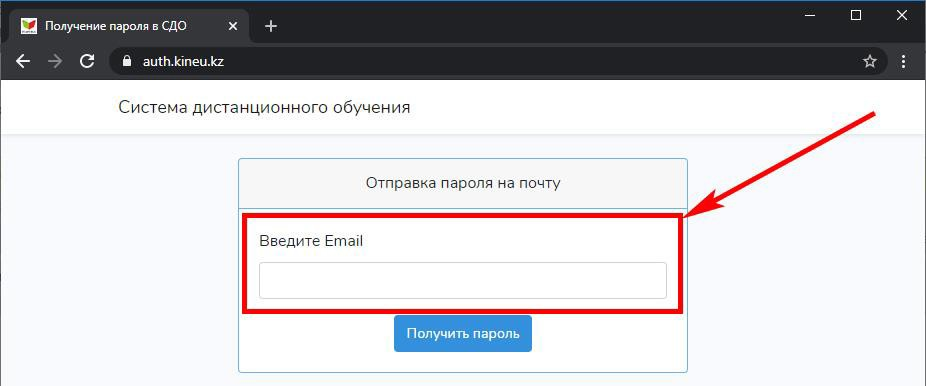 Получение пароля в СДО
auth.kineu.kz
Система дистанционного обучения
Отправка пароля на почту
Введите Email
Получить пароль